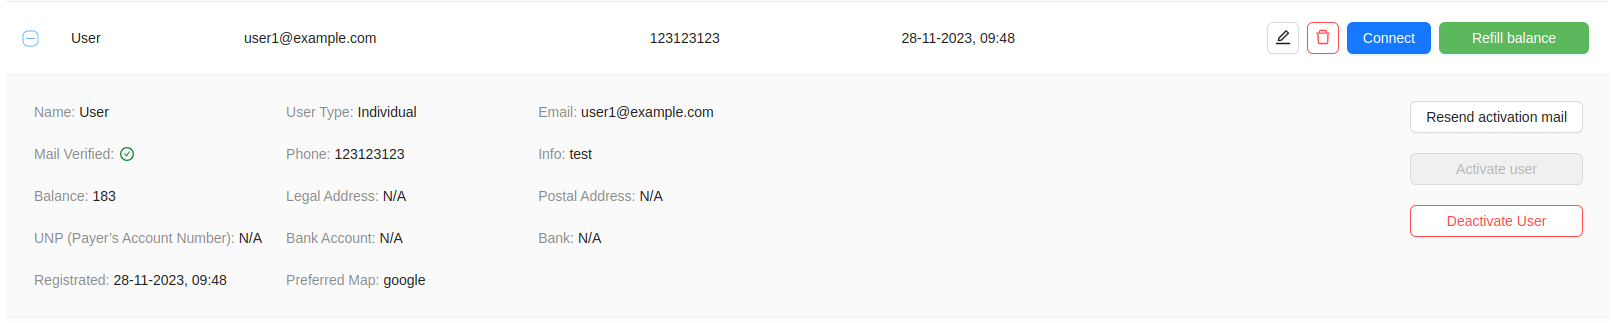 User user1@example.com 123123123 28-11-2023, 09:48 Connect Refill balance
Name: User User Type: Individual Email: user1@example.com Resend activation mail
Mail Verified: Phone: 123123123 Info: test
Activate user
Balance: 183 Legal Address: N/A Postal Address: N/A
Deactivate User
UNP (Payer’s Account Number): N/A Bank Account: N/A Bank: N/A
Registrated: 28-11-2023, 09:48 Preferred Map: google